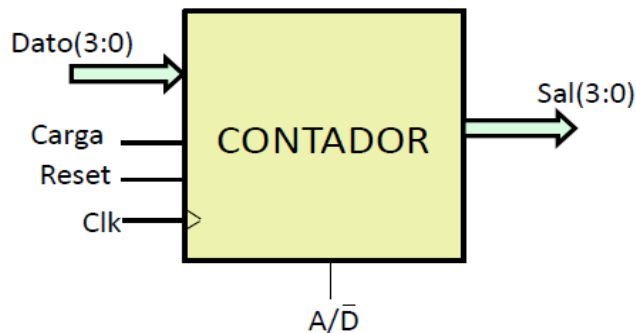 Dato(3:0)
Sal(3:0)
Carga
CONTADOR
Reset
Clk
A/D̅